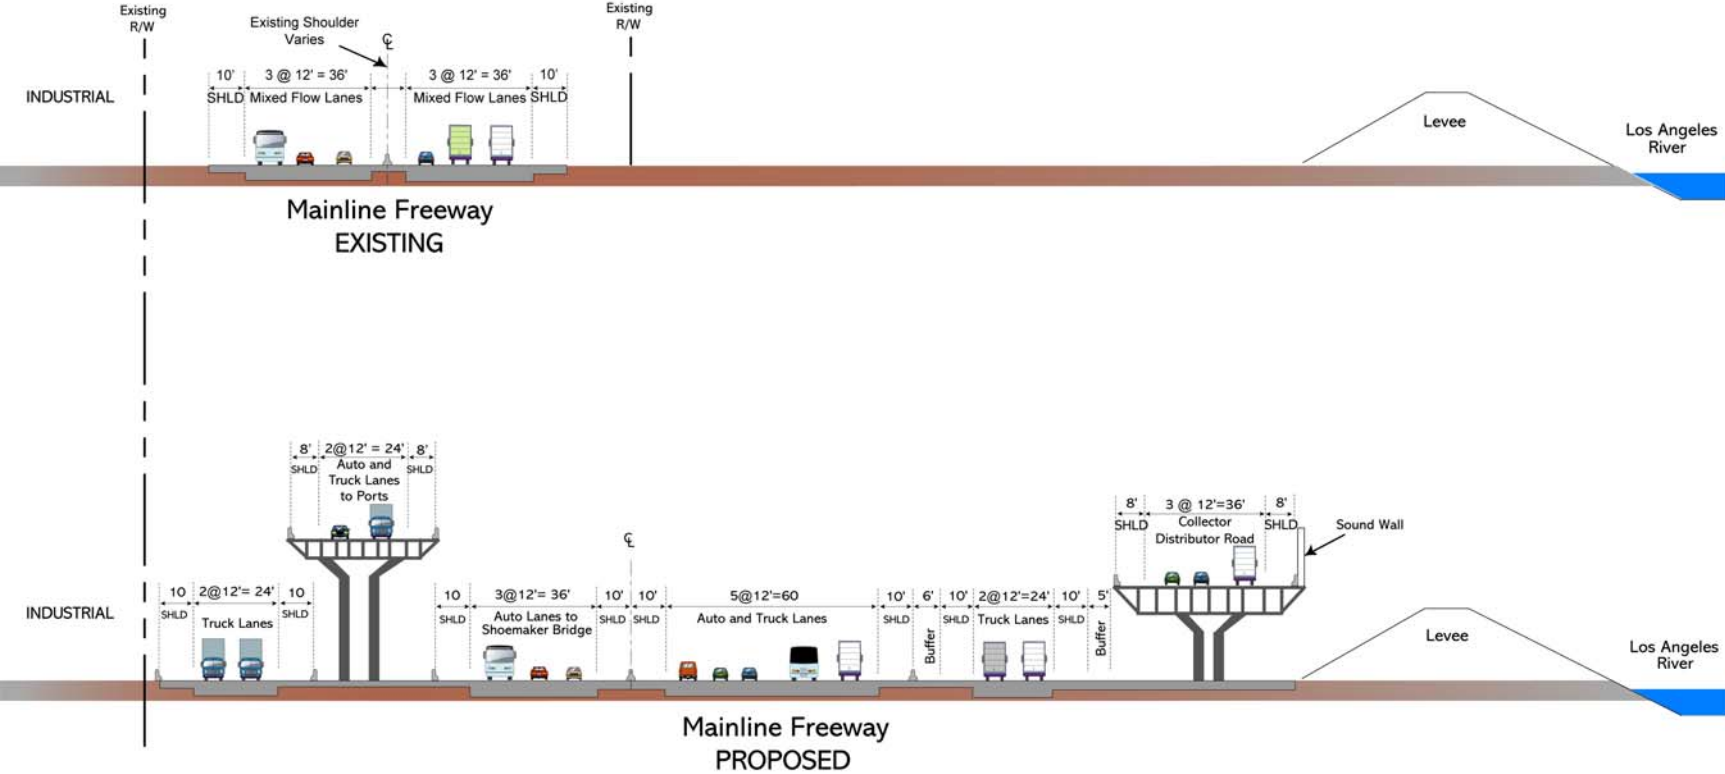 Existing
R/W
Existing Shoulder
Varies
℄
Existing
R/W
10'
3 @ 12' = 36'
3 @ 12' = 36'
10'
INDUSTRIAL
SHLD
Mixed Flow Lanes
Mixed Flow Lanes
SHLD
Levee
Los Angeles
River
Mainline Freeway
EXISTING
8'
2@12' = 24'
8'
SHLD
Auto and
Truck Lanes
to Ports
SHLD
8'
3 @ 12'=36'
8'
SHLD
Collector
Distributor Road
SHLD
Sound Wall
℄
INDUSTRIAL
10
2@12'= 24'
10
SHLD
Truck Lanes
SHLD
10
3@12'= 36'
10'
10'
5@12'=60
10'
6'
10'
2@12'=24'
10'
5'
SHLD
Auto Lanes to
Shoemaker Bridge
SHLD
SHLD
Auto and Truck Lanes
SHLD
Buffer
SHLD
Truck Lanes
SHLD
Buffer
Levee
Los Angeles
River
Mainline Freeway
PROPOSED